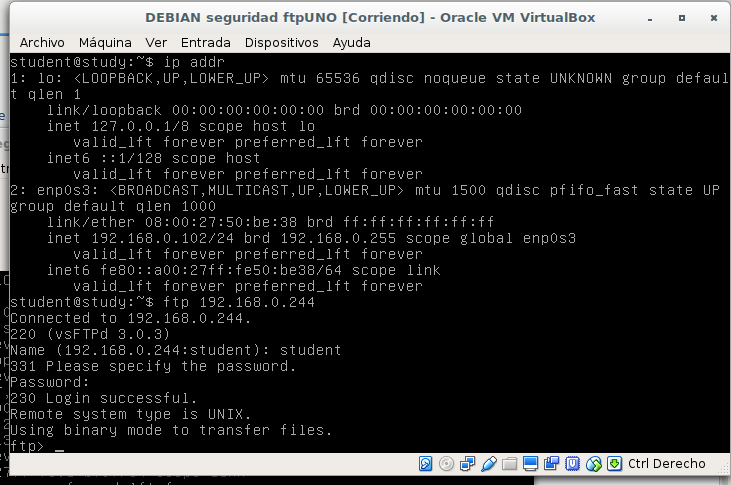 DEBIAN seguridad ftpUNO [Corriendo] - Oracle VM VirtualBox
Archivo Máquina Ver Entrada Dispositivos Ayuda
student@study:~$ ip addr
1: lo: <LOOPBACK,UP,LOWER_UP> mtu 65536 qdisc noqueue state UNKNOWN group defaul
t qlen 1
link/loopback 00:00:00:00:00:00 brd 00:00:00:00:00:00
inet 127.0.0.1/8 scope host lo
valid_lft forever preferred_lft forever
inet6 ::1/128 scope host
valid_lft forever preferred_lft forever
2: enp0s3: <BROADCAST,MULTICAST,UP,LOWER_UP> mtu 1500 qdisc pfifo_fast state UP
group default qlen 1000
link/ether 08:00:27:50:be:38 brd ff:ff:ff:ff:ff:ff
inet 192.168.0.102/24 brd 192.168.0.255 scope global enp0s3
valid_lft forever preferred_lft forever
inet6 fe80::a00:27ff:fe50:be38/64 scope link
valid_lft forever preferred_lft forever
student@study:~$ ftp 192.168.0.244
Connected to 192.168.0.244.
220 (vsFTPd 3.0.3)
Name (192.168.0.244:student): student
331 Please specify the password.
Password:
230 Login successful.
Remote system type is UNIX.
Using binary mode to transfer files.
ftp> _
Ctrl Derecho